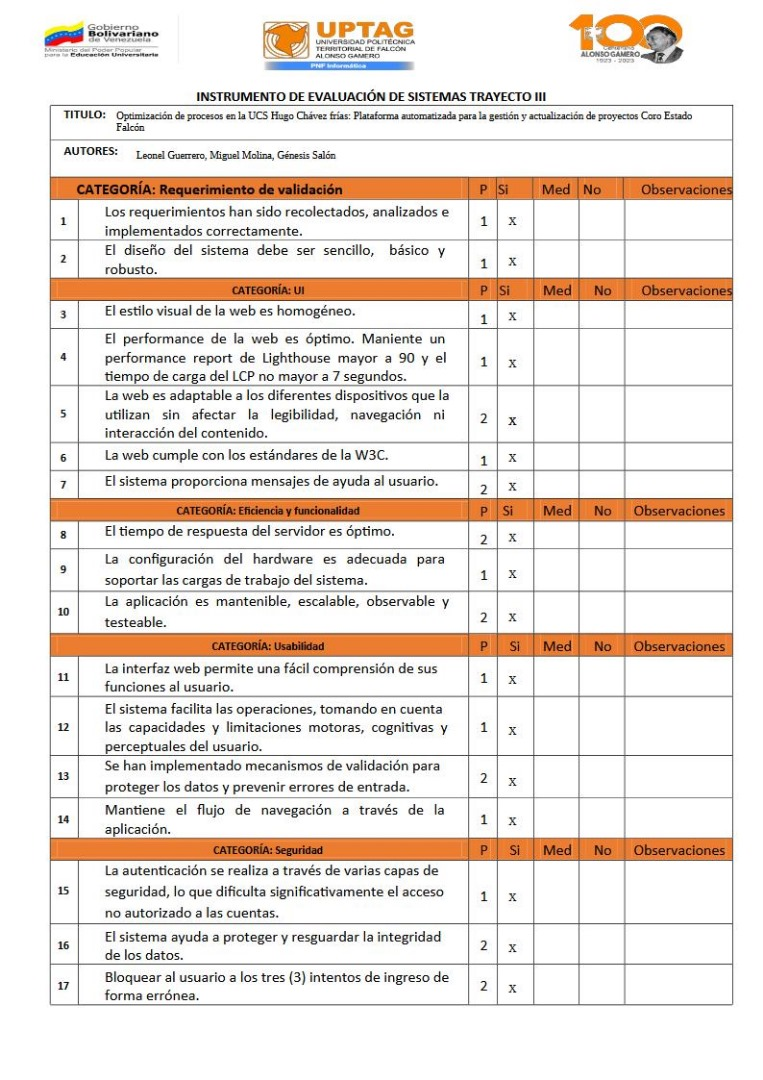 Gobierno
Bolivariano
de Venezuela
Ministerio del Poder Popular
para la Educación Universitaria
UPTAG
UNIVERSIDAD POLITÉCNICA
TERRITORIAL DE FALCÓN
ALONSO GAMERO
PNF Informática
100
Centenario
ALONSO GAMERO
1923 - 2023
INSTRUMENTO DE EVALUACIÓN DE SISTEMAS TRAYECTO III
TITULO: Optimización de procesos en la UCS Hugo Chávez frías: Plataforma automatizada para la gestión y actualización de proyectos Coro Estado
Falcón
AUTORES: Leonel Guerrero, Miguel Molina, Génesis Salón
CATEGORÍA: Requerimiento de validación P Si Med No Observaciones
1 Los requerimientos han sido recolectados, analizados e
implementados correctamente. 1 X
2 El diseño del sistema debe ser sencillo, básico y
robusto. 1 X
CATEGORÍA: UI P Si Med No Observaciones
3 El estilo visual de la web es homogéneo. 1 X
4 El performance de la web es óptimo. Maniente un
performance report de Lighthouse mayor a 90 y el
tiempo de carga del LCP no mayor a 7 segundos. 1 X
5 La web es adaptable a los diferentes dispositivos que la
utilizan sin afectar la legibilidad, navegación ni
interacción del contenido. 2 X
6 La web cumple con los estándares de la W3C. 1 X
7 El sistema proporciona mensajes de ayuda al usuario. 2 X
CATEGORÍA: Eficiencia y funcionalidad P Si Med No Observaciones
8 El tiempo de respuesta del servidor es óptimo. 2 X
9 La configuración del hardware es adecuada para
soportar las cargas de trabajo del sistema. 1 X
10 La aplicación es mantenible, escalable, observable y
testeable. 2 X
CATEGORÍA: Usabilidad P Si Med No Observaciones
11 La interfaz web permite una fácil comprensión de sus
funciones al usuario. 1 X
12 El sistema facilita las operaciones, tomando en cuenta
las capacidades y limitaciones motoras, cognitivas y
perceptuales del usuario. 1 X
13 Se han implementado mecanismos de validación para
proteger los datos y prevenir errores de entrada. 2 X
14 Mantiene el flujo de navegación a través de la
aplicación. 1 X
CATEGORÍA: Seguridad P Si Med No Observaciones
15 La autenticación se realiza a través de varias capas de
seguridad, lo que dificulta significativamente el acceso
no autorizado a las cuentas. 1 X
16 El sistema ayuda a proteger y resguardar la integridad
de los datos. 2 X
17 Bloquear al usuario a los tres (3) intentos de ingreso de
forma errónea. 2 X